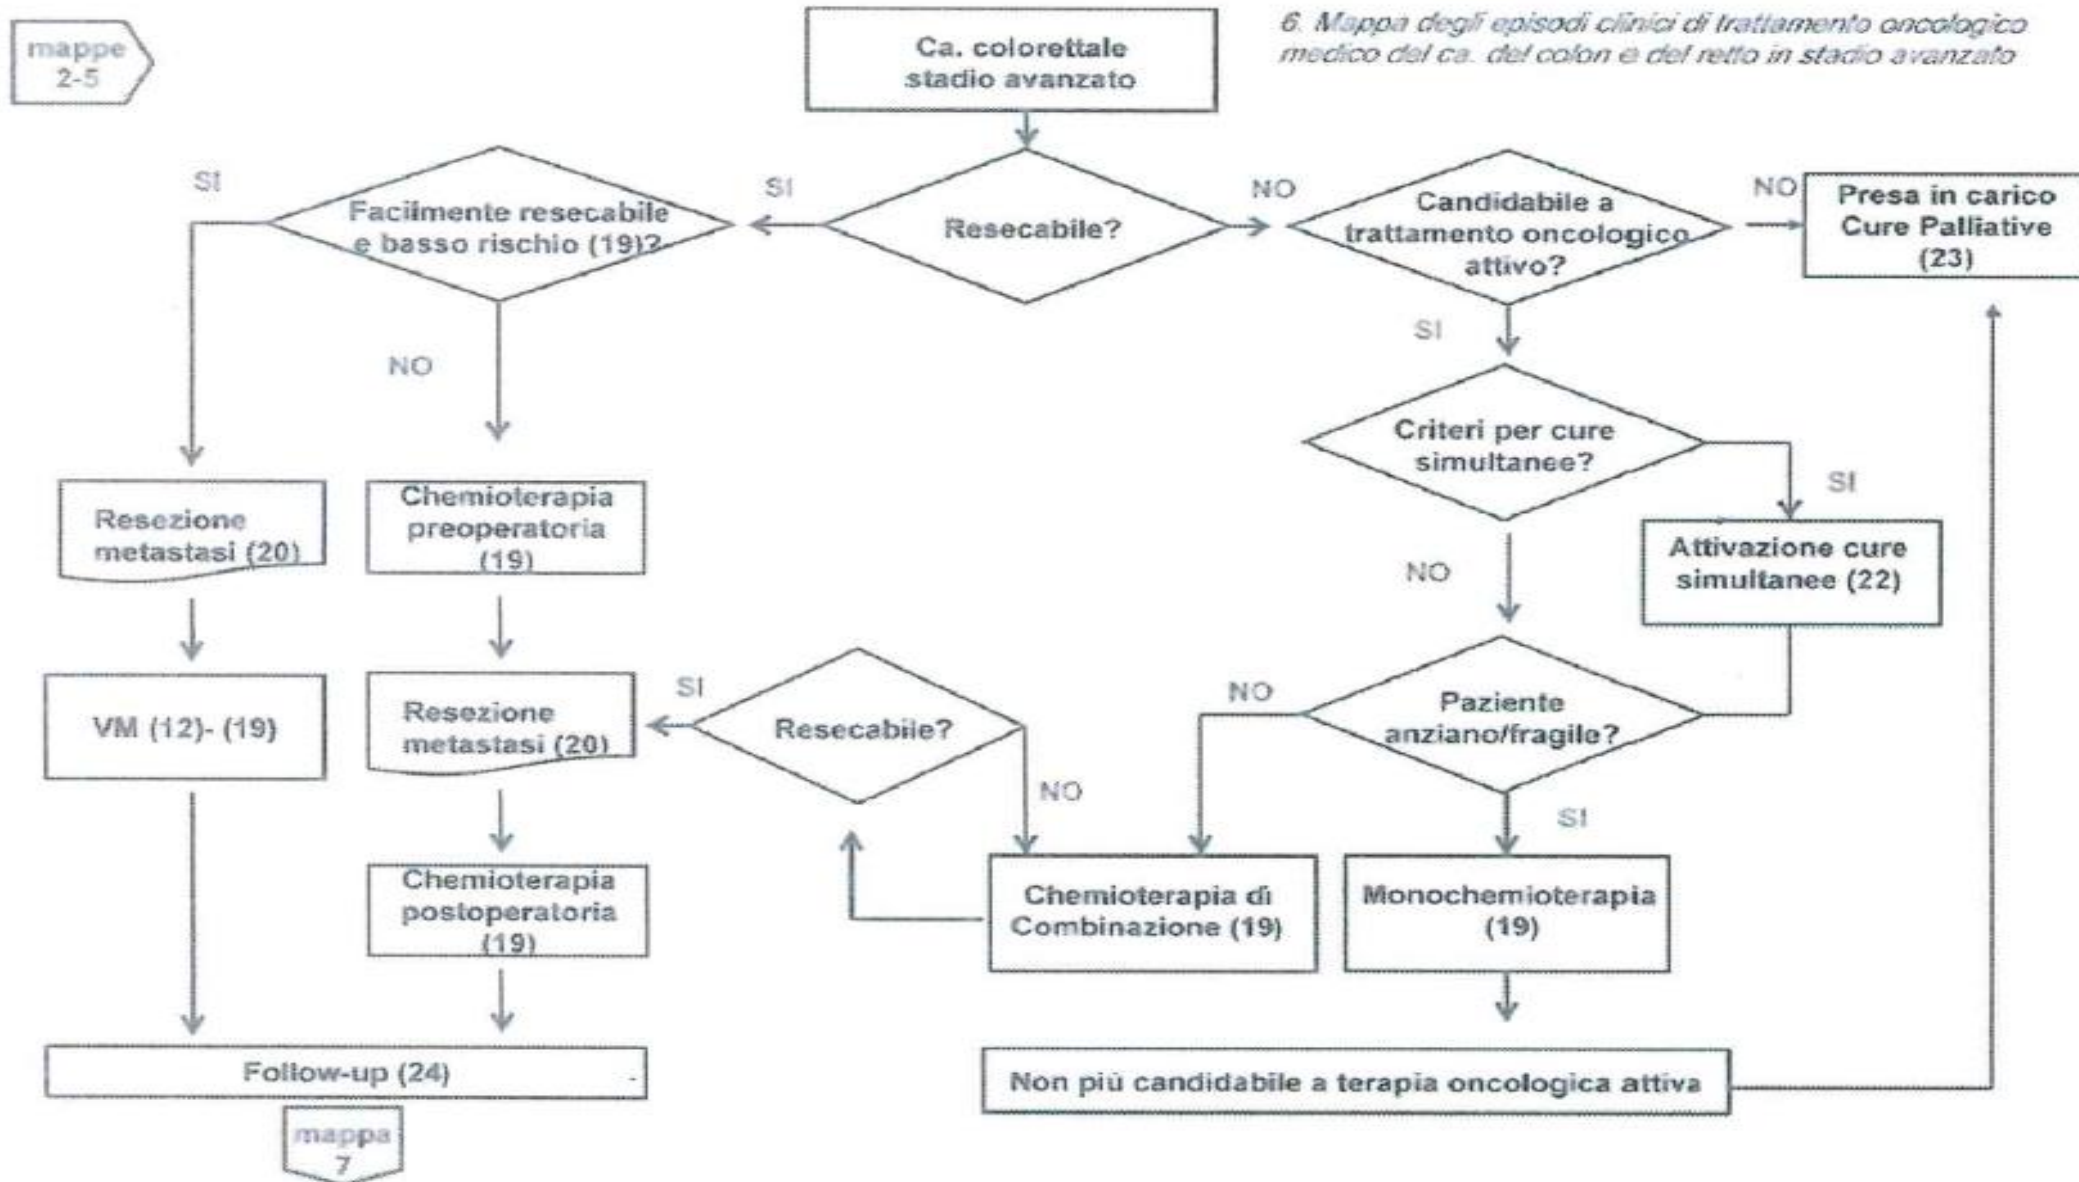 mappe
2-5
Ca. colorettale
stadio avanzato
6. Mappa degli episodi clinici di trattamento oncologico
medico del ca. del colon e del retto in stadio avanzato
SI
Facilmente resecabile
e basso rischio (19)?
SI
Resecabile?
NO
Candidabile a
trattamento oncologico
attivo?
NO
Presa in carico
Cure Palliative
(23)
NO
SI
Criteri per cure
simultanee?
SI
Resezione
metastasi (20)
Chemioterapia
preoperatoria
(19)
NO
Attivazione cure
simultanee (22)
VM (12)- (19)
Resezione
metastasi (20)
SI
Resecabile?
NO
NO
Paziente
anziano/fragile?
SI
Chemioterapia
postoperatoria
(19)
Chemioterapia di
Combinazione (19)
Monochemioterapia
(19)
Follow-up (24)
Non più candidabile a terapia oncologica attiva
mappa
7